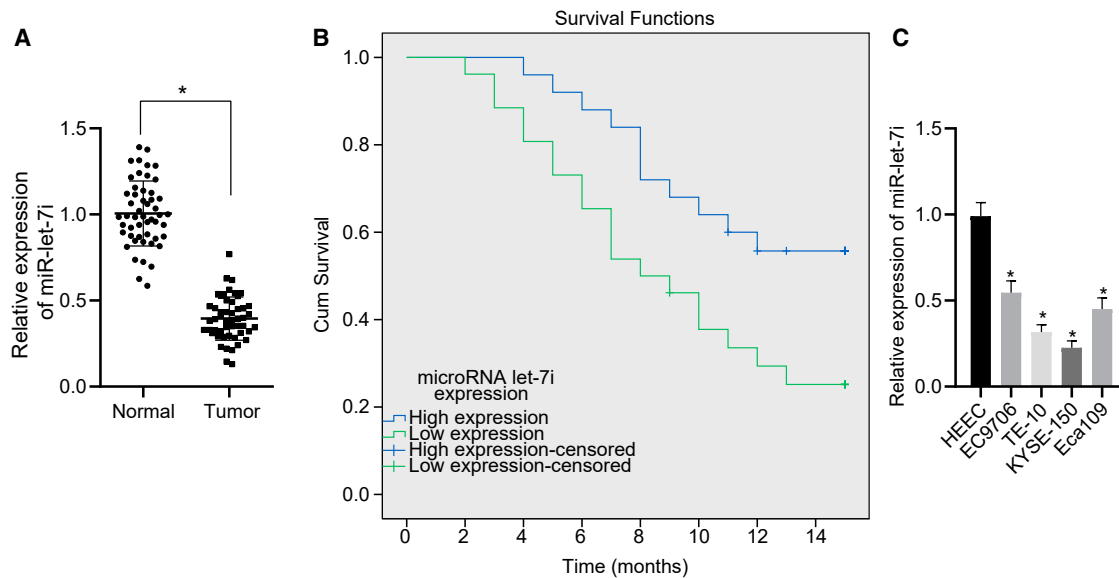 A
*
Relative expression
of miR-let-7i
1.5
1.0
0.5
0.0
Normal
Tumor
B
Survival Functions
Cum Survival
1.0
0.8
0.6
0.4
0.2
0.0
microRNA let-7i
expression
High expression
Low expression
High expression-censored
Low expression-censored
0 2 4 6 8 10 12 14
Time (months)
C
Relative expression of miR-let-7i
1.5
1.0
0.5
0.0
*
*
*
*
HEEC
EC9706
TE-10
KYSE-150
Eca109